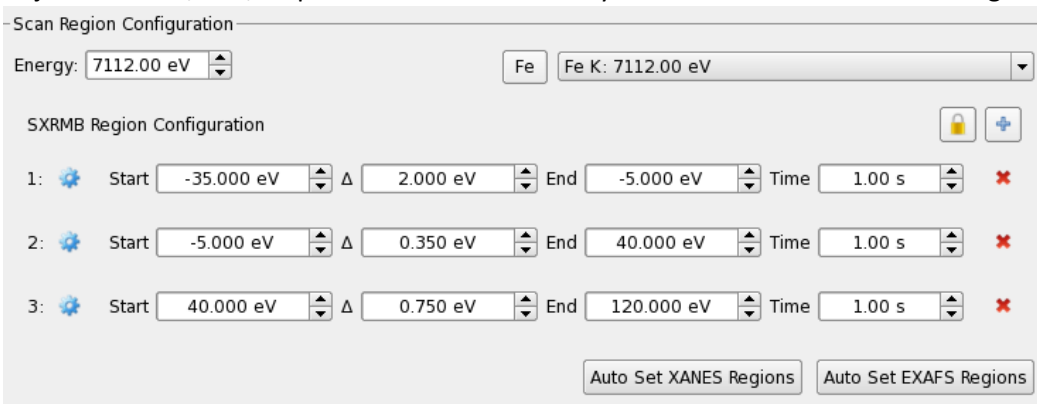 Scan Region Configuration
Energy: 7112.00 eV Fe Fe K: 7112.00 eV
SXRMB Region Configuration
1: Start -35.000 eV Δ 2.000 eV End -5.000 eV Time 1.00 s
2: Start -5.000 eV Δ 0.350 eV End 40.000 eV Time 1.00 s
3: Start 40.000 eV Δ 0.750 eV End 120.000 eV Time 1.00 s
Auto Set XANES Regions Auto Set EXAFS Regions